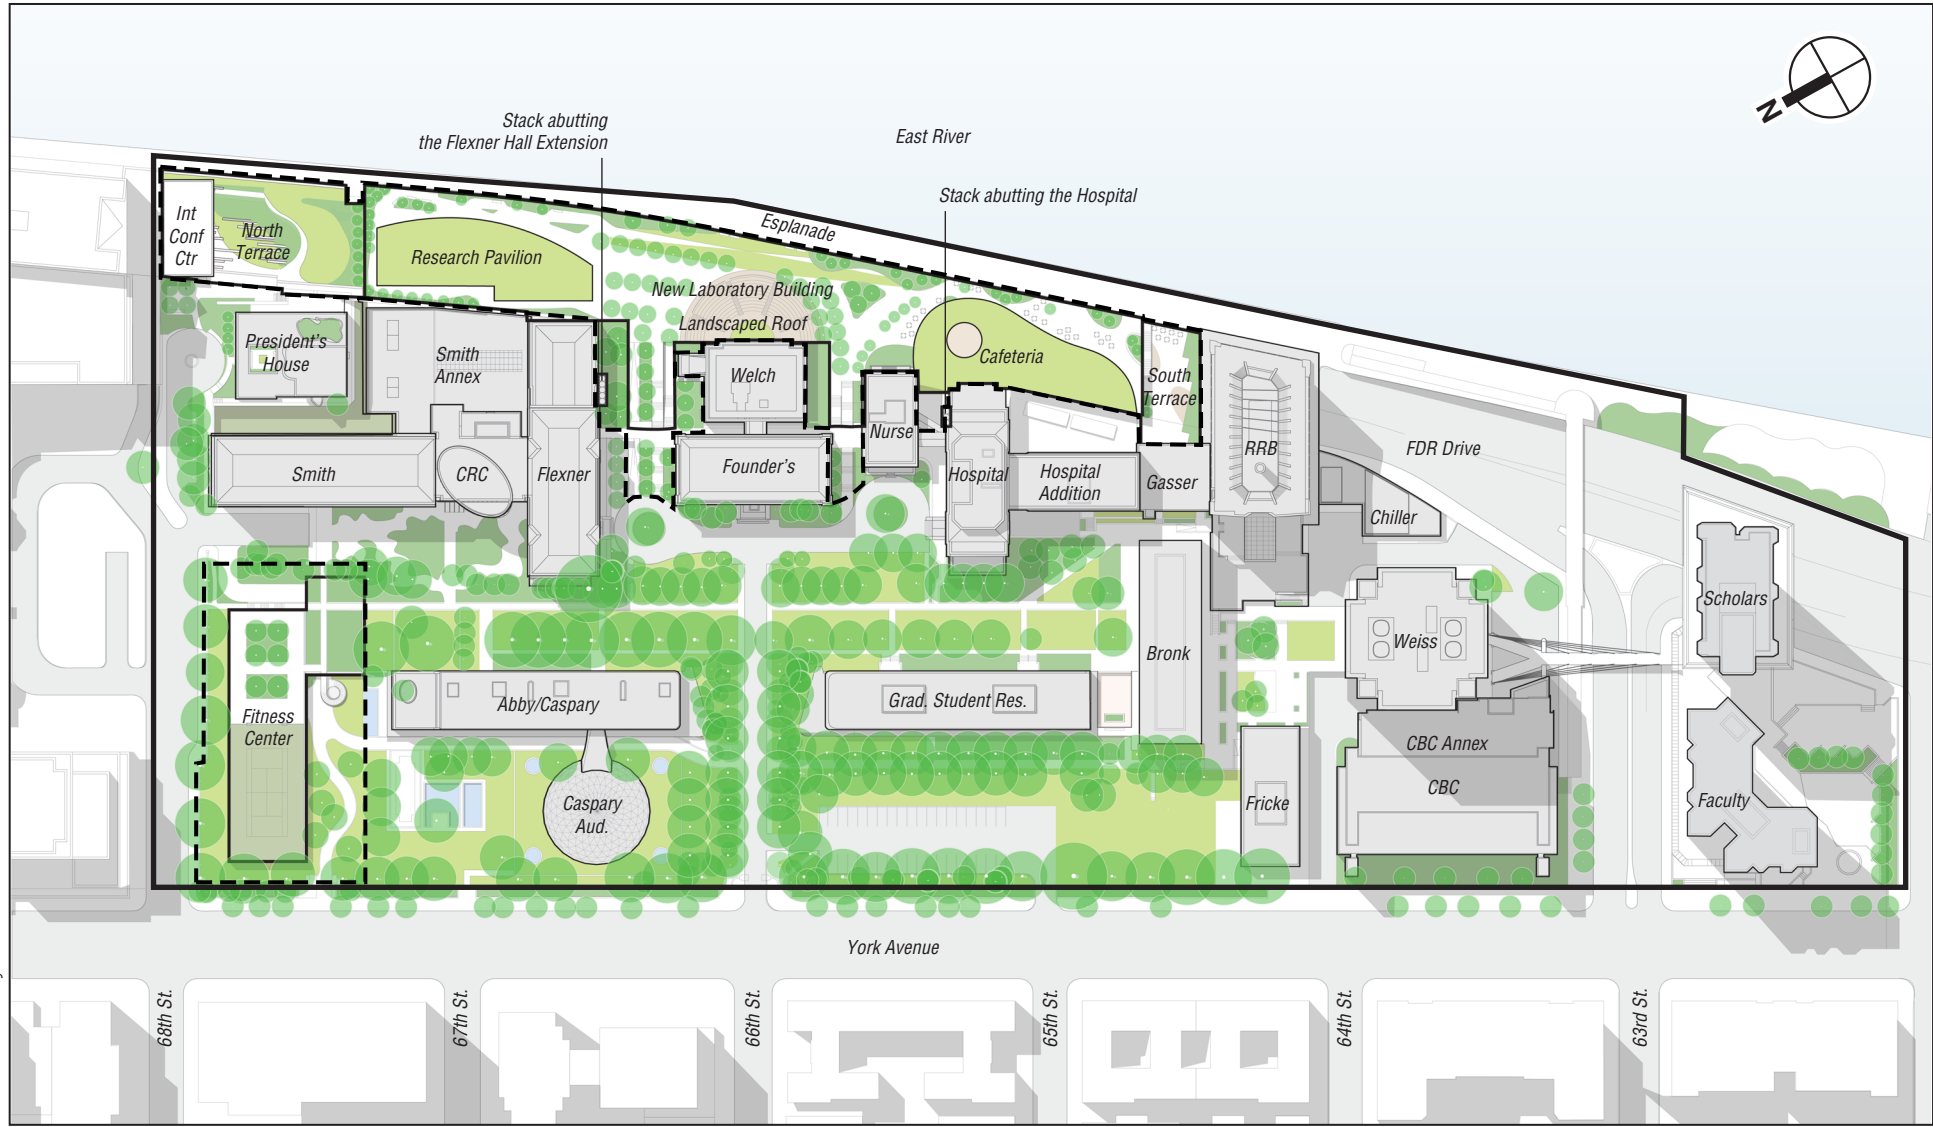 N
Stack abutting
the Flexner Hall Extension
East River
Stack abutting the Hospital
Esplanade
Int
Conf
Ctr
North
Terrace
Research Pavilion
New Laboratory Building
Landscaped Roof
President's
House
Smith
Annex
Welch
Cafeteria
South
Terrace
Nurse
RRB
FDR Drive
Smith
CRC
Flexner
Founder's
Hospital
Hospital
Addition
Gasser
Chiller
Scholars
Weiss
Bronk
Abby/Caspary
Grad. Student Res.
Fitness
Center
CBC Annex
CBC
Caspary
Aud.
Fricke
Faculty
York Avenue
68th St.
67th St.
66th St.
65th St.
64th St.
63rd St.